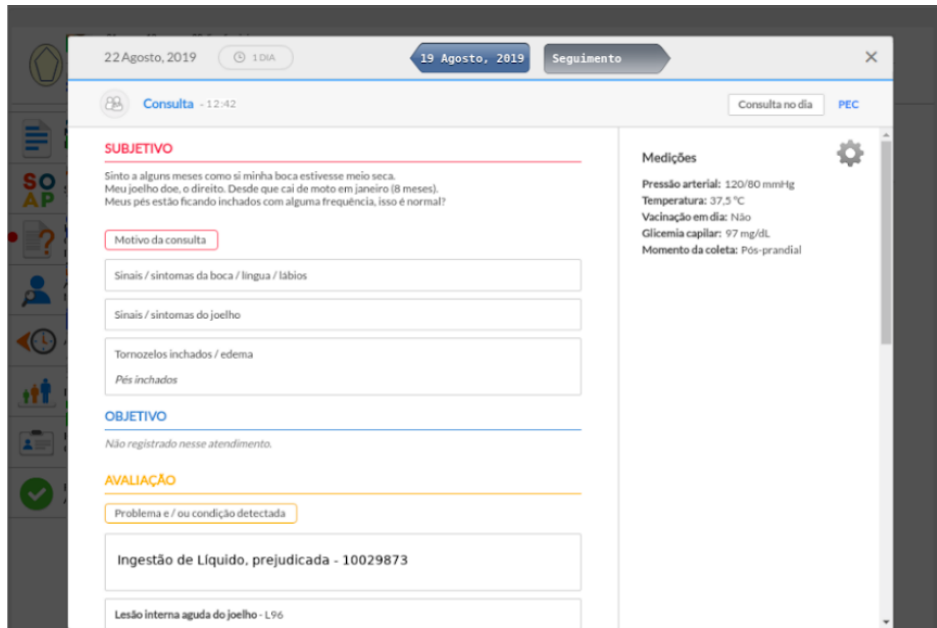 22 Agosto, 2019
1 DIA
19 Agosto, 2019
Seguimento
Consulta - 12:42
Consulta no dia
PEC
SO
AP
SUBJETIVO
Sinto a alguns meses como si minha boca estivesse meio seca.
Meu joelho doe, o direito. Desde que cai de moto em janeiro (8 meses).
Meus pés estão ficando inchados com alguma frequência, isso é normal?
Motivo da consulta
Sinais / sintomas da boca / língua / lábios
Sinais / sintomas do joelho
Tornozelos inchados / edema
Pés inchados
OBJETIVO
Não registrado nesse atendimento.
AVALIAÇÃO
Problema e / ou condição detectada
Ingestão de Líquido, prejudicada - 10029873
Lesão interna aguda do joelho - L96
Medições
Pressão arterial: 120/80 mmHg
Temperatura: 37,5 °C
Vacinação em dia: Não
Glicemia capilar: 97 mg/dL
Momento da coleta: Pós-prandial